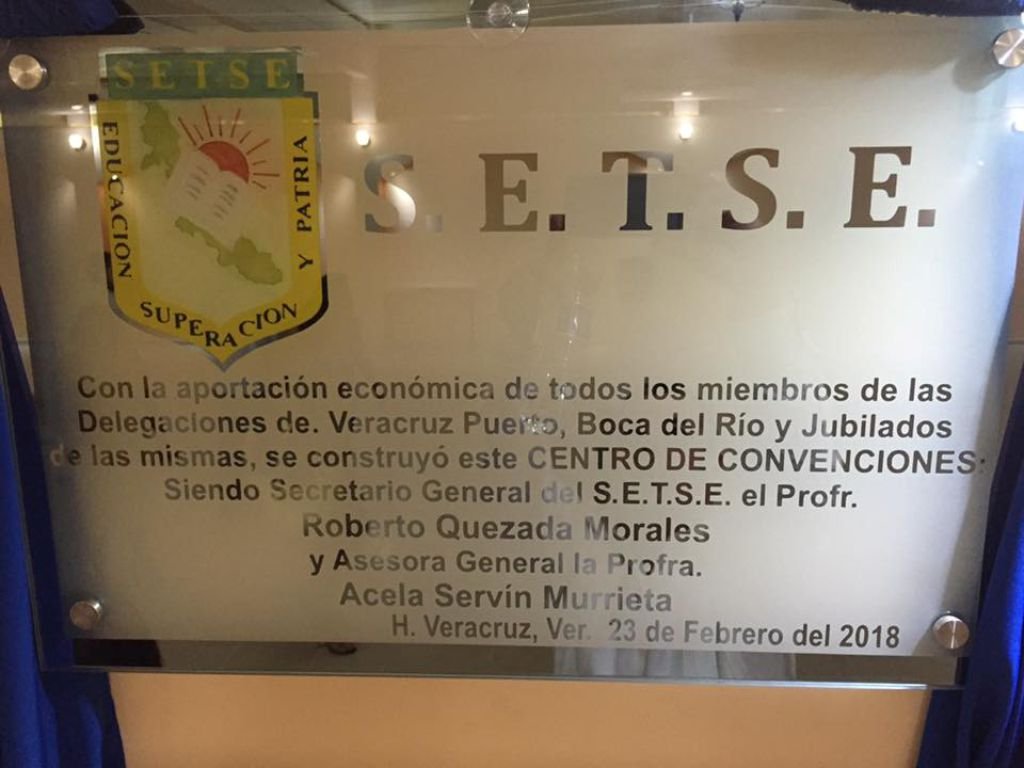 SETSE
EDUCACION
SUPERACION
Y PATRIA
S.E.T.S.E.
Con la aportación económica de todos los miembros de las
Delegaciones de. Veracruz Puerto, Boca del Río y Jubilados
de las mismas, se construyó este CENTRO DE CONVENCIONES:
Siendo Secretario General del S.E.T.S.E. el Profr.
Roberto Quezada Morales
y Asesora General la Profra.
Acela Servín Murrieta
H. Veracruz, Ver. 23 de Febrero del 2018